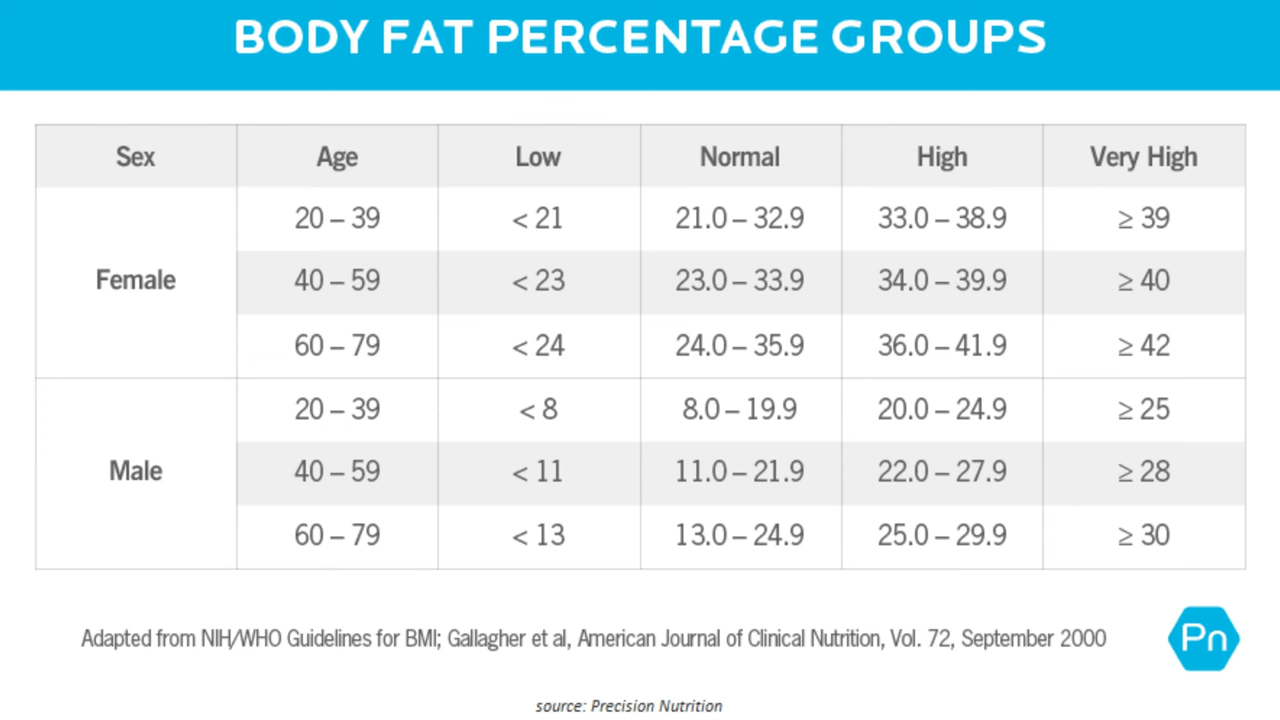 BODY FAT PERCENTAGE GROUPS
Sex Age Low Normal High Very High
20 – 39 < 21 21.0 – 32.9 33.0 – 38.9 ≥ 39
Female 40 – 59 < 23 23.0 – 33.9 34.0 – 39.9 ≥ 40
60 – 79 < 24 24.0 – 35.9 36.0 – 41.9 ≥ 42
20 – 39 < 8 8.0 – 19.9 20.0 – 24.9 ≥ 25
Male 40 – 59 < 11 11.0 – 21.9 22.0 – 27.9 ≥ 28
60 – 79 < 13 13.0 – 24.9 25.0 – 29.9 ≥ 30
Adapted from NIH/WHO Guidelines for BMI; Gallagher et al, American Journal of Clinical Nutrition, Vol. 72, September 2000
Pn
source: Precision Nutrition